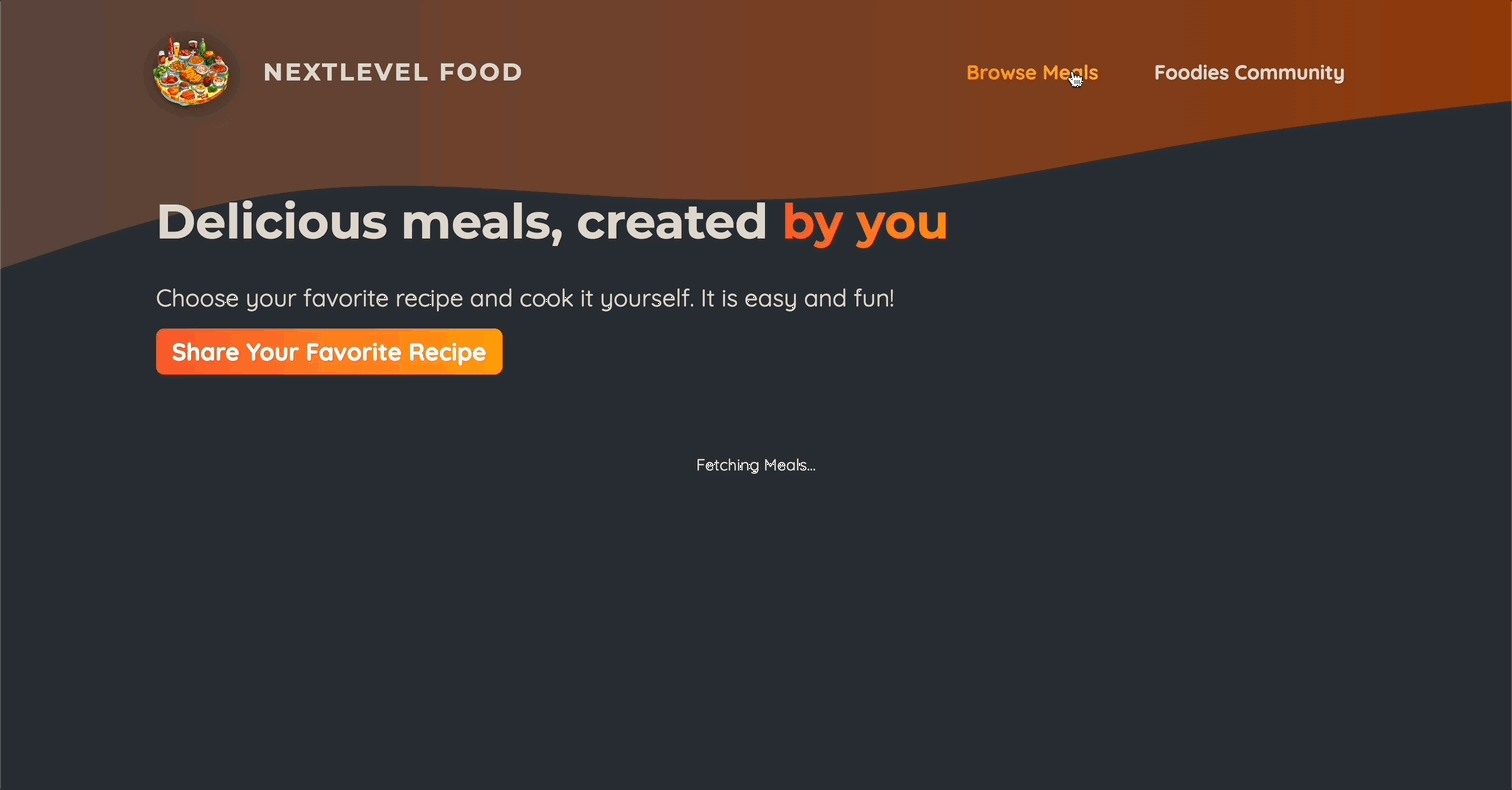 NEXTLEVEL FOOD
Browse Meals
Foodies Community
Delicious meals, created by you
Choose your favorite recipe and cook it yourself. It is easy and fun!
Share Your Favorite Recipe
Fetching Meals...